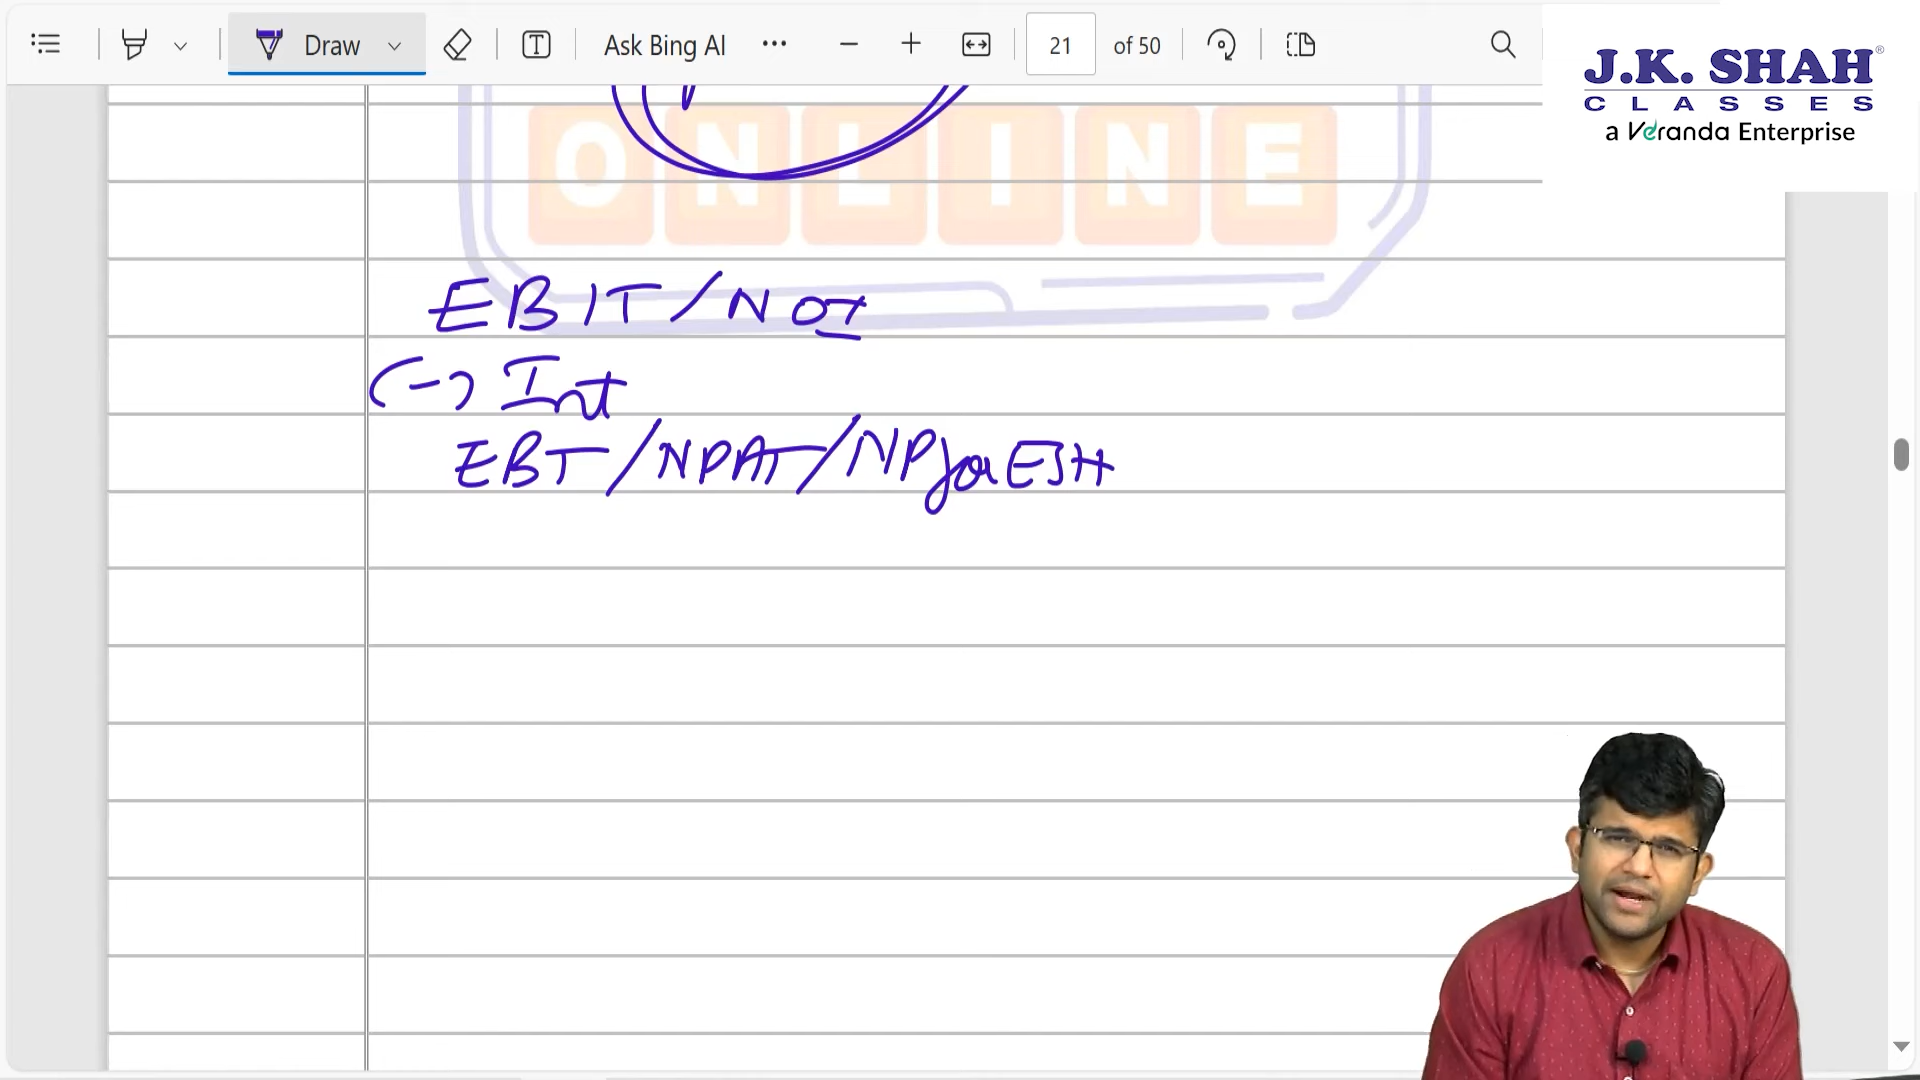 Draw
Ask Bing AI
21
of 50
J.K. SHAH®
CLASSES
a Veranda Enterprise
ONLINE
EBIT/NOI
(-) Int
EBT/NPAT/NP for ESH